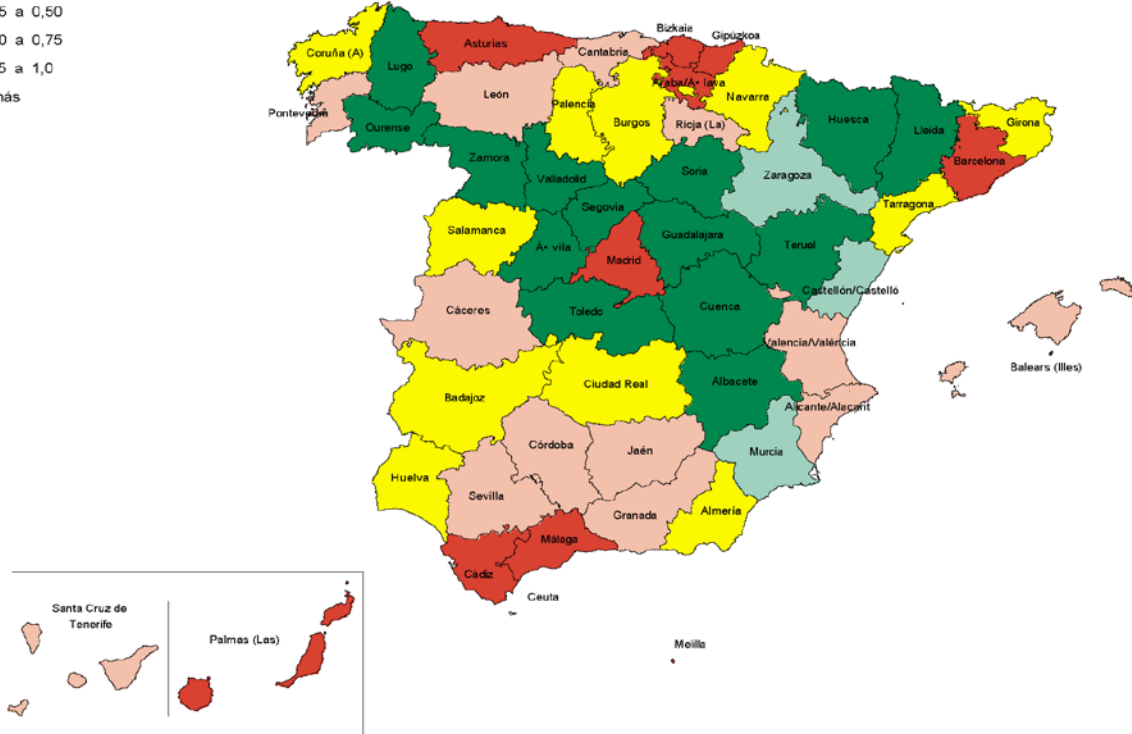 5 a 0,50
0 a 0,75
5 a 1,0
nás
Bizkaia
Gipúzkoa
Coruña (A)
Lugo
Asturias
Cantabria
Araba/A• lava
León
Palencia
Navarra
Pontevedra
Ourense
Burgos
Rioja (La)
Huesca
Lleida
Girona
Barcelona
Zamora
Valladolid
Soria
Zaragoza
Segovia
Tarragona
Salamanca
A• vila
Guadalajara
Teruel
Madrid
Castellón/Castelló
Cáceres
Toledo
Cuenca
Valencia/Valéncia
Balears (Illes)
Badajoz
Ciudad Real
Albacete
Alicante/Alacant
Córdoba
Jaén
Murcia
Huelva
Sevilla
Granada
Almería
Málaga
Cádiz
Ceuta
Santa Cruz de
Tenerife
Palmas (Las)
Melilla